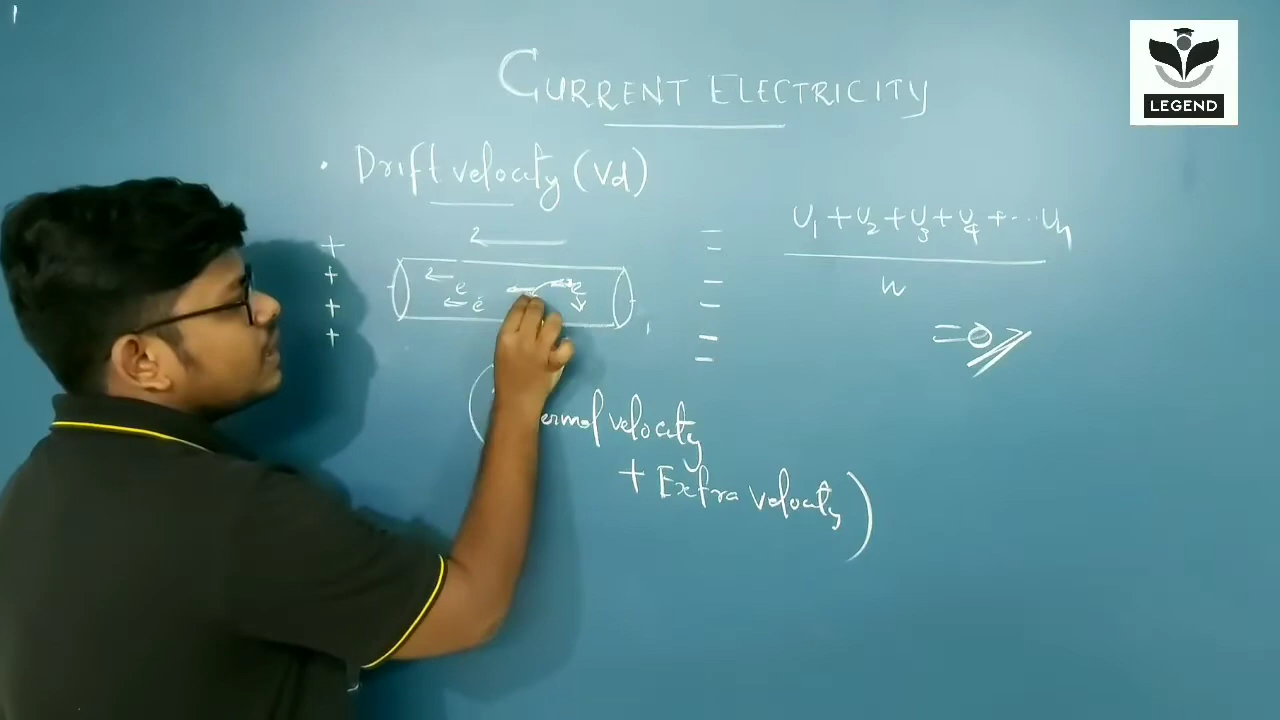 CURRENT ELECTRICITY
LEGEND
• Drift velocity (Vd)
U₁ + U₂ + U₃ + U₄ + ... Uₙ
n
= 0
+ + + +
e
e
e
- - - - -
velocity
+ Extra velocity)